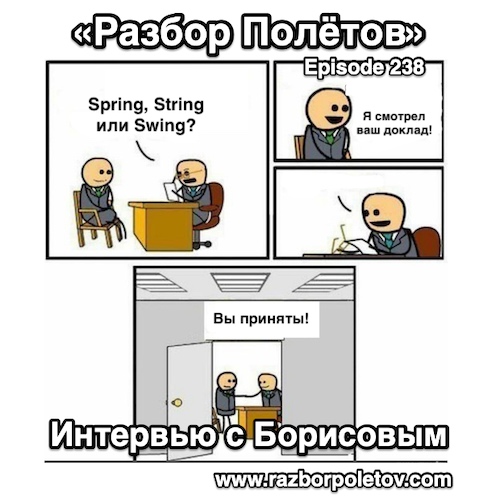 «Разбор Полётов»
Episode 238
Spring, String
или Swing?
Я смотрел
ваш доклад!
Вы приняты!
Интервью с Борисовым
www.razborpoletov.com